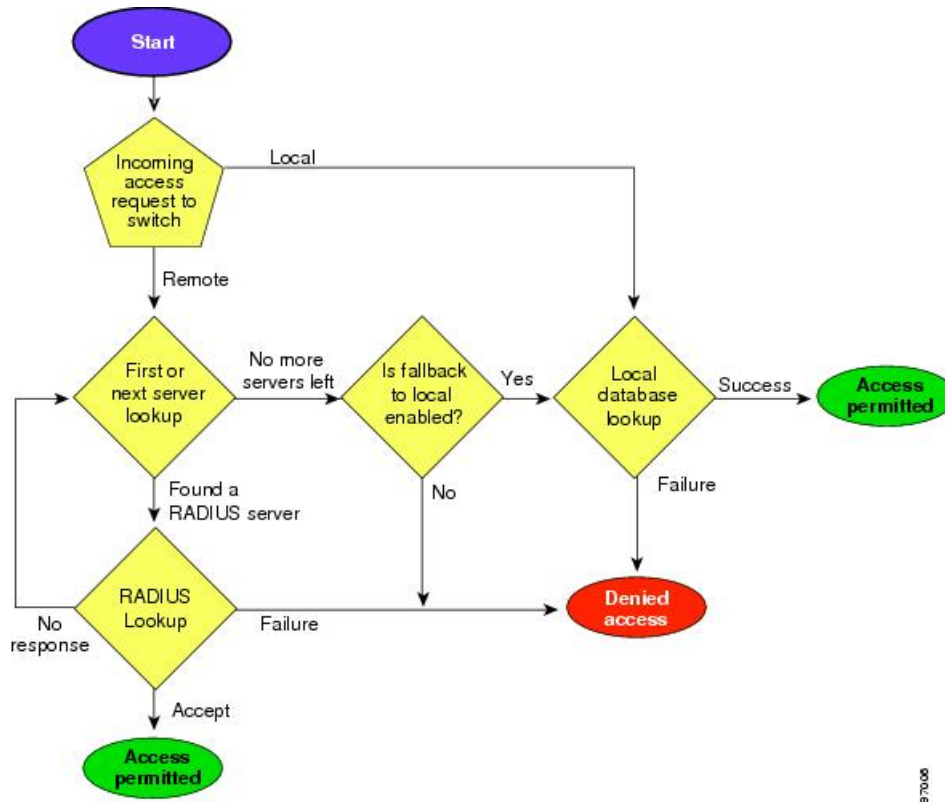 Start
Incoming
access
request to
switch
Local
Remote
First or
next server
lookup
No more
servers left
Is fallback
to local
enabled?
Yes
Local
database
lookup
Success
Access
permitted
Found a
RADIUS server
No
Failure
RADIUS
Lookup
No
response
Failure
Denied
access
Accept
Access
permitted
97006